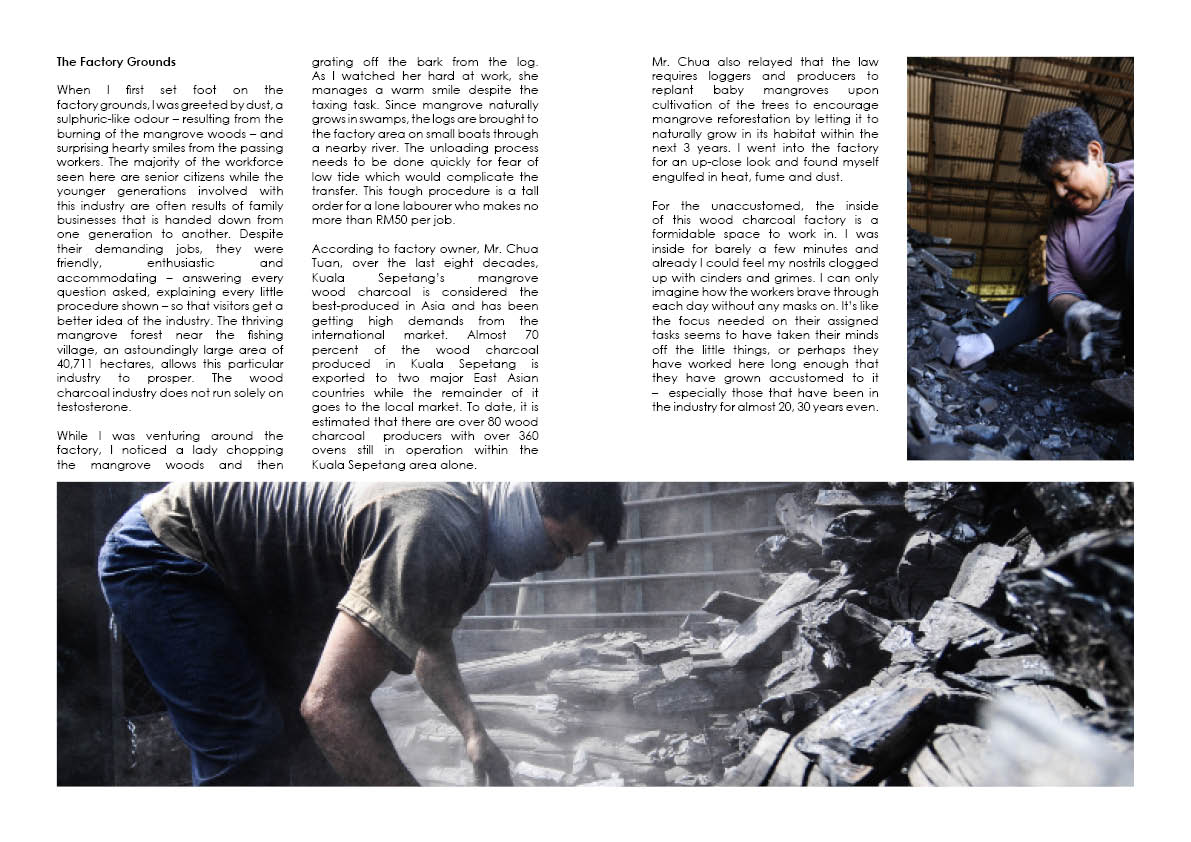 The Factory Grounds
When I first set foot on the
factory grounds, I was greeted by dust, a
sulphuric-like odour – resulting from the
burning of the mangrove woods – and
surprising hearty smiles from the passing
workers. The majority of the workforce
seen here are senior citizens while the
younger generations involved with
this industry are often results of family
businesses that is handed down from
one generation to another. Despite
their demanding jobs, they were
friendly, enthusiastic and
accommodating – answering every
question asked, explaining every little
procedure shown – so that visitors get a
better idea of the industry. The thriving
mangrove forest near the fishing
village, an astoundingly large area of
40,711 hectares, allows this particular
industry to prosper. The wood
charcoal industry does not run solely on
testosterone.
While I was venturing around the
factory, I noticed a lady chopping
the mangrove woods and then
grating off the bark from the log.
As I watched her hard at work, she
manages a warm smile despite the
taxing task. Since mangrove naturally
grows in swamps, the logs are brought to
the factory area on small boats through
a nearby river. The unloading process
needs to be done quickly for fear of
low tide which would complicate the
transfer. This tough procedure is a tall
order for a lone labourer who makes no
more than RM50 per job.
According to factory owner, Mr. Chua
Tuan, over the last eight decades,
Kuala Sepetang's mangrove
wood charcoal is considered the
best-produced in Asia and has been
getting high demands from the
international market. Almost 70
percent of the wood charcoal
produced in Kuala Sepetang is
exported to two major East Asian
countries while the remainder of it
goes to the local market. To date, it is
estimated that there are over 80 wood
charcoal producers with over 360
ovens still in operation within the
Kuala Sepetang area alone.
Mr. Chua also relayed that the law
requires loggers and producers to
replant baby mangroves upon
cultivation of the trees to encourage
mangrove reforestation by letting it to
naturally grow in its habitat within the
next 3 years. I went into the factory
for an up-close look and found myself
engulfed in heat, fume and dust.
For the unaccustomed, the inside
of this wood charcoal factory is a
formidable space to work in. I was
inside for barely a few minutes and
already I could feel my nostrils clogged
up with cinders and grimes. I can only
imagine how the workers brave through
each day without any masks on. It's like
the focus needed on their assigned
tasks seems to have taken their minds
off the little things, or perhaps they
have worked here long enough that
they have grown accustomed to it
– especially those that have been in
the industry for almost 20, 30 years even.